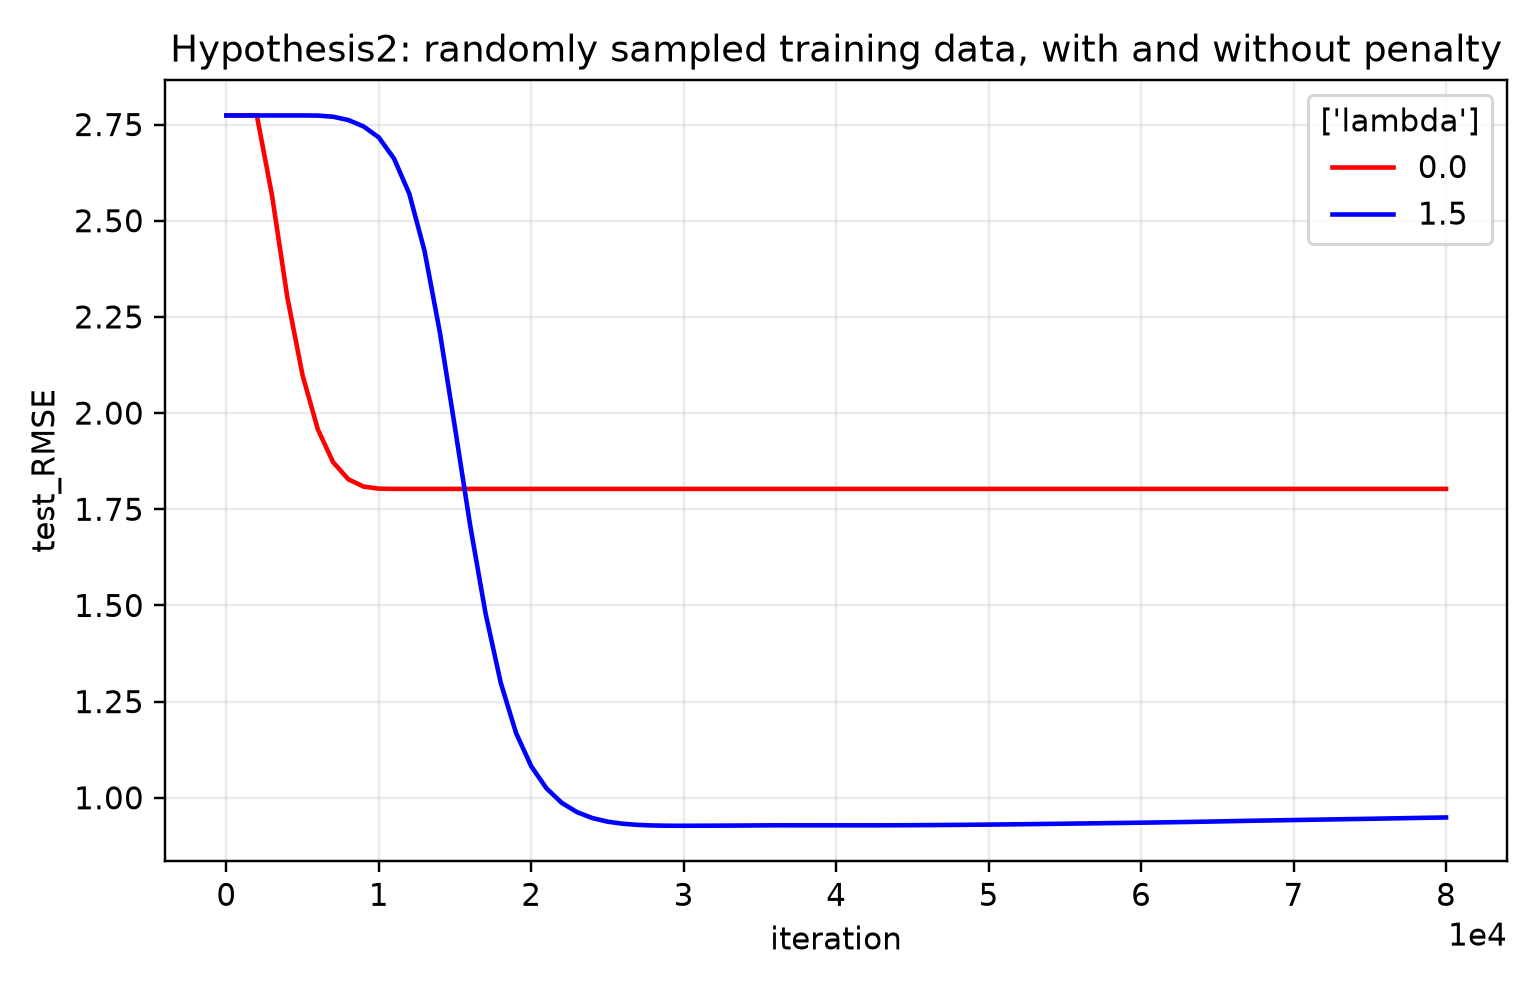 Hypothesis2: randomly sampled training data, with and without penalty
['lambda']
0.0
1.5
2.75
2.50
2.25
2.00
1.75
1.50
1.25
1.00
test_RMSE
0 1 2 3 4 5 6 7 8
1e4
iteration